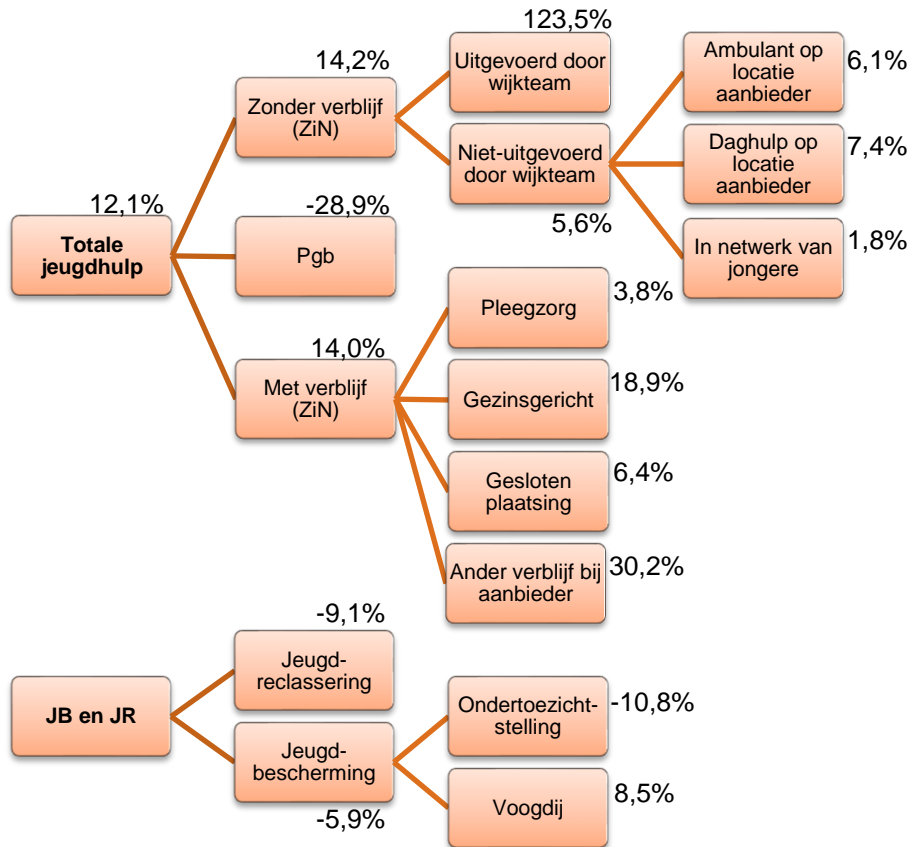 123,5%
14,2%
Uitgevoerd door
wijkteam
Ambulant op
locatie
aanbieder
6,1%
Zonder verblijf
(ZiN)
Niet-uitgevoerd
door wijkteam
5,6%
Daghulp op
locatie
aanbieder
7,4%
In netwerk van
jongere
1,8%
12,1%
Totale
jeugdhulp
-28,9%
Pgb
14,0%
Met verblijf
(ZiN)
Pleegzorg
3,8%
Gezinsgericht
18,9%
Gesloten
plaatsing
6,4%
Ander verblijf bij
aanbieder
30,2%
JB en JR
-9,1%
Jeugd-
reclassering
Jeugd-
bescherming
-5,9%
Ondertoezicht-
stelling
-10,8%
Voogdij
8,5%